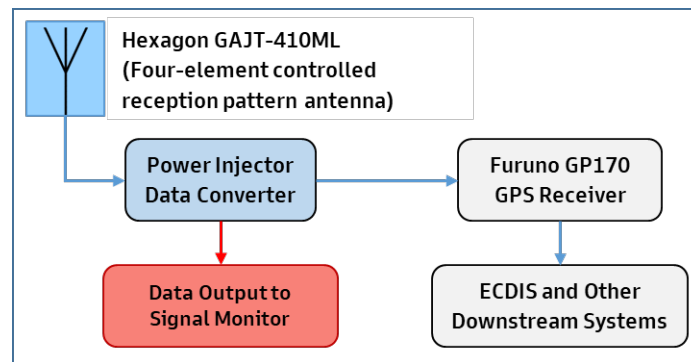 Hexagon GAJT-410ML
(Four-element controlled
reception pattern antenna)
Power Injector
Data Converter
Furuno GP170
GPS Receiver
Data Output to
Signal Monitor
ECDIS and Other
Downstream Systems